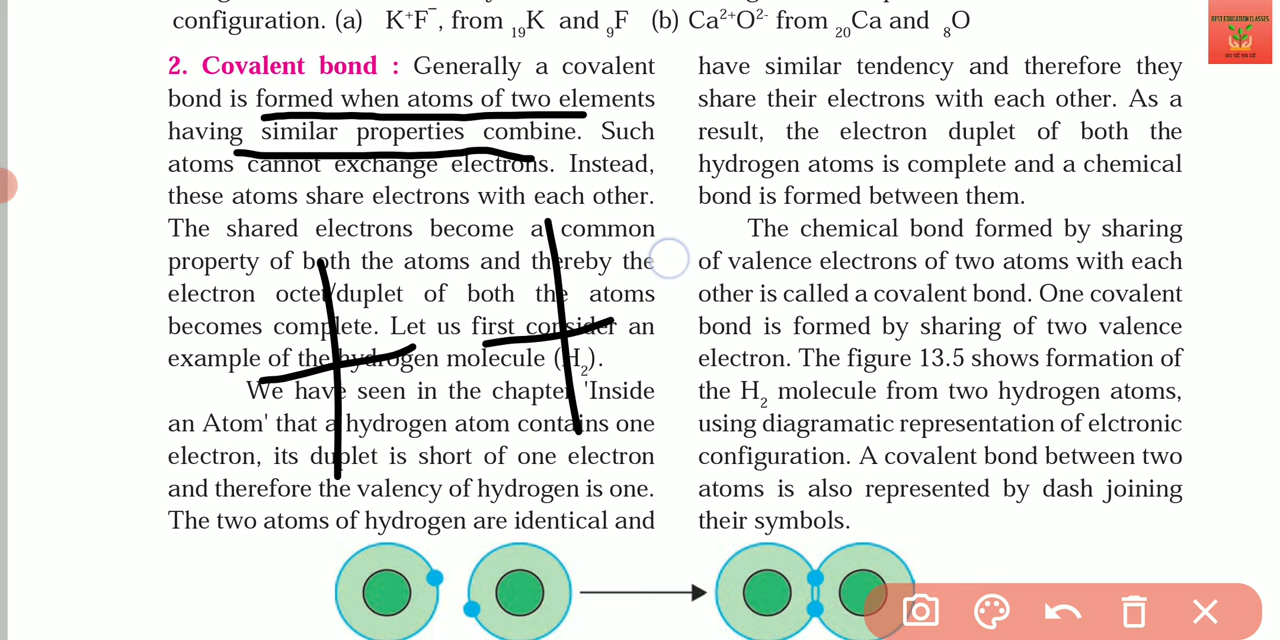 configuration. (a) K⁺F⁻, from ₁₉K and ₉F (b) Ca²⁺O²⁻ from ₂₀Ca and ₈O
BEST EDUCATION CLASSES
2. Covalent bond : Generally a covalent
bond is formed when atoms of two elements
having similar properties combine. Such
atoms cannot exchange electrons. Instead,
these atoms share electrons with each other.
The shared electrons become a common
property of both the atoms and thereby the
electron octet/duplet of both the atoms
becomes complete. Let us first consider an
example of the hydrogen molecule (H₂).
We have seen in the chapter 'Inside
an Atom' that a hydrogen atom contains one
electron, its duplet is short of one electron
and therefore the valency of hydrogen is one.
The two atoms of hydrogen are identical and
have similar tendency and therefore they
share their electrons with each other. As a
result, the electron duplet of both the
hydrogen atoms is complete and a chemical
bond is formed between them.
The chemical bond formed by sharing
of valence electrons of two atoms with each
other is called a covalent bond. One covalent
bond is formed by sharing of two valence
electron. The figure 13.5 shows formation of
the H₂ molecule from two hydrogen atoms,
using diagramatic representation of elctronic
configuration. A covalent bond between two
atoms is also represented by dash joining
their symbols.